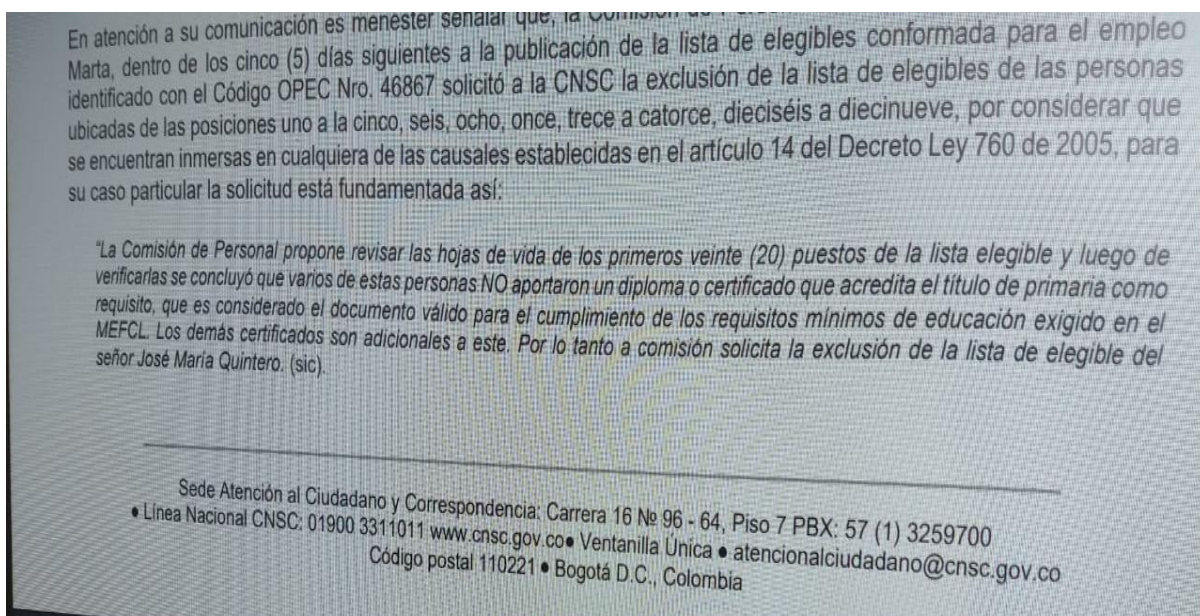 En atención a su comunicación es menester señalar que, la Comisión de
Marta, dentro de los cinco (5) días siguientes a la publicación de la lista de elegibles conformada para el empleo
identificado con el Código OPEC Nro. 46867 solicitó a la CNSC la exclusión de la lista de elegibles de las personas
ubicadas de las posiciones uno a la cinco, seis, ocho, once, trece a catorce, dieciséis a diecinueve, por considerar que
se encuentran inmersas en cualquiera de las causales establecidas en el artículo 14 del Decreto Ley 760 de 2005, para
su caso particular la solicitud está fundamentada así:
“La Comisión de Personal propone revisar las hojas de vida de los primeros veinte (20) puestos de la lista elegible y luego de
verificarlas se concluyó que varios de estas personas NO aportaron un diploma o certificado que acredita el título de primaria como
requisito, que es considerado el documento válido para el cumplimiento de los requisitos mínimos de educación exigido en el
MEFCL. Los demás certificados son adicionales a este. Por lo tanto a comisión solicita la exclusión de la lista de elegible del
señor José María Quintero. (sic).
Sede Atención al Ciudadano y Correspondencia: Carrera 16 № 96 - 64, Piso 7 PBX: 57 (1) 3259700
● Línea Nacional CNSC: 01900 3311011 www.cnsc.gov.co● Ventanilla Única ● atencionalciudadano@cnsc.gov.co
Código postal 110221 ● Bogotá D.C., Colombia